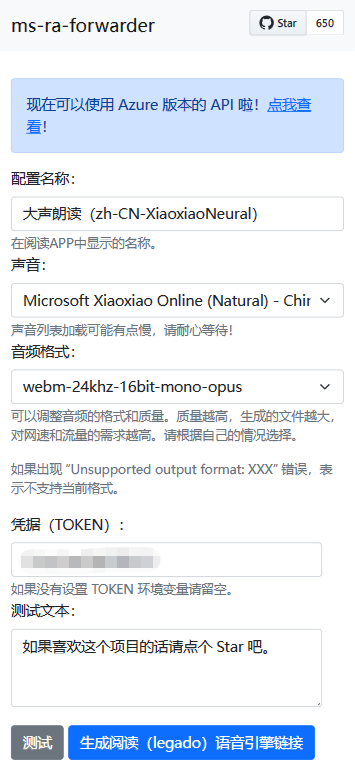 ms-ra-forwarder
Star 650
现在可以使用 Azure 版本的 API 啦！点我查
看！
配置名称：
大声朗读（zh-CN-XiaoxiaoNeural）
在阅读APP中显示的名称。
声音：
Microsoft Xiaoxiao Online (Natural) - Chir
声音列表加载可能有点慢，请耐心等待！
音频格式：
webm-24khz-16bit-mono-opus
可以调整音频的格式和质量。质量越高，生成的文件越大，
对网速和流量的需求越高。请根据自己的情况选择。
如果出现 “Unsupported output format: XXX” 错误，表
示不支持当前格式。
凭据（TOKEN）：
如果没有设置 TOKEN 环境变量请留空。
测试文本：
如果喜欢这个项目的话请点个 Star 吧。
测试 生成阅读（legado）语音引擎链接